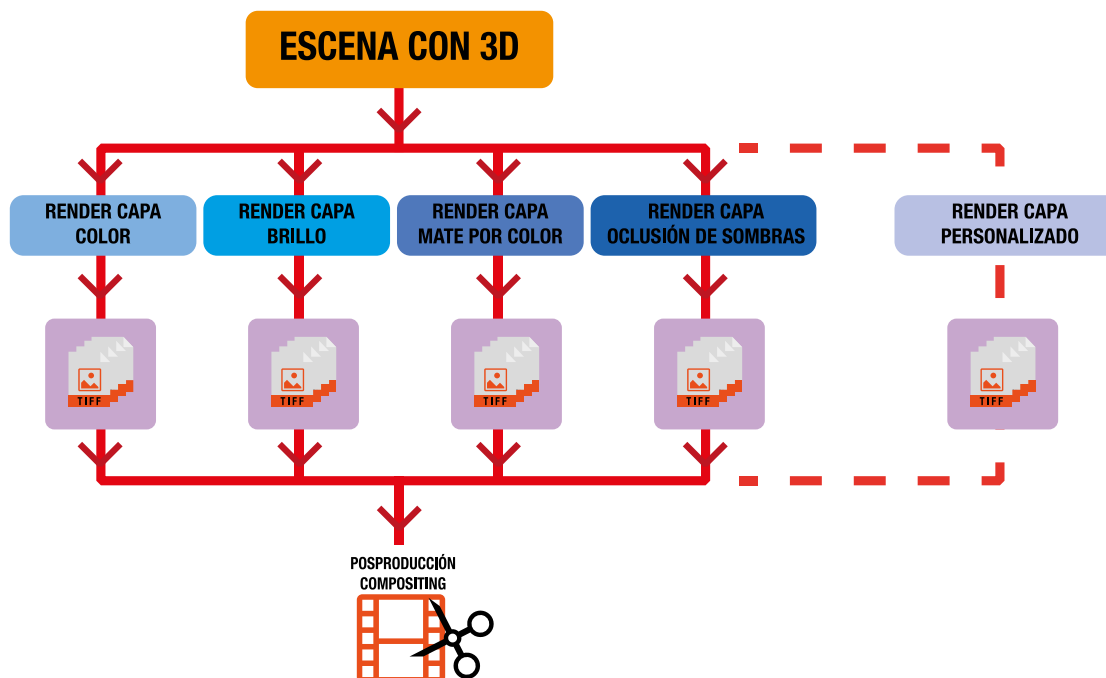 ESCENA CON 3D
RENDER CAPA
COLOR
RENDER CAPA
BRILLO
RENDER CAPA
MATE POR COLOR
RENDER CAPA
OCLUSIÓN DE SOMBRAS
RENDER CAPA
PERSONALIZADO
TIFF
TIFF
TIFF
TIFF
TIFF
POSPRODUCCIÓN
COMPOSITING